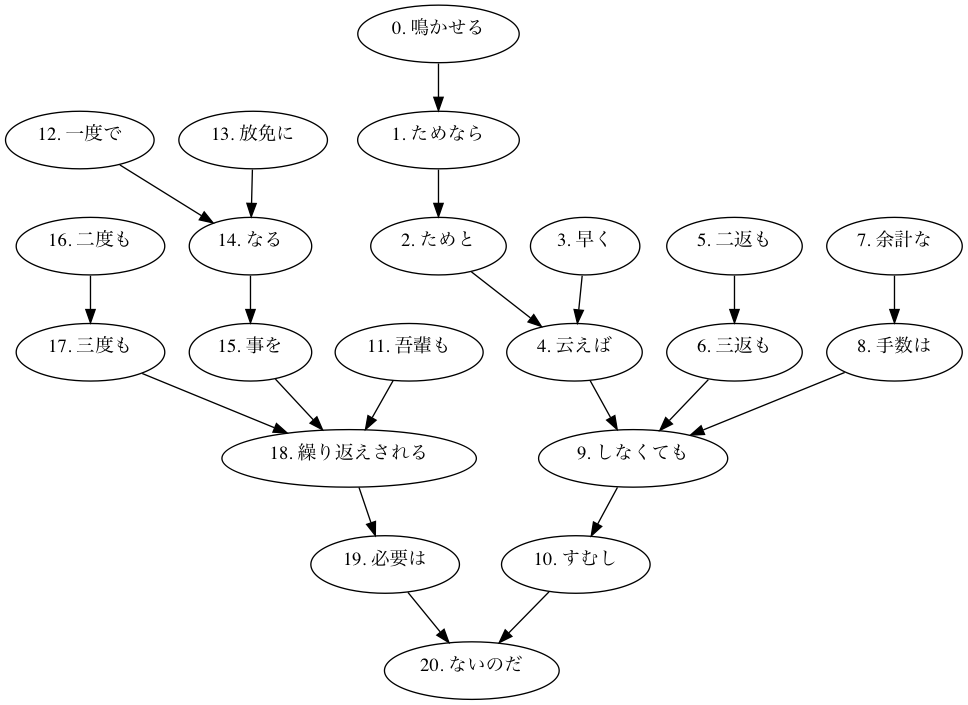 0. 鳴かせる
12. 一度で
13. 放免に
1. ためなら
16. 二度も
14. なる
2. ためと
3. 早く
5. 二返も
7. 余計な
17. 三度も
15. 事を
11. 吾輩も
4. 云えば
6. 三返も
8. 手数は
18. 繰り返えされる
9. しなくても
19. 必要は
10. すむし
20. ないのだ